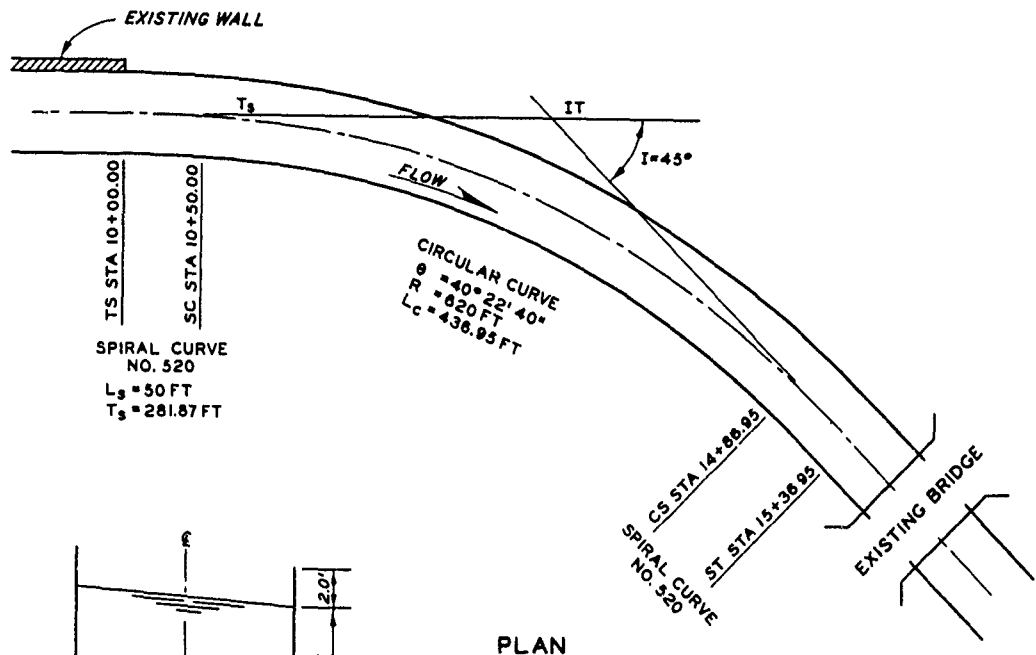 EXISTING WALL
Ts
IT
I=45°
FLOW
TS STA 10+00.00
SC STA 10+50.00
SPIRAL CURVE
NO. 520
Ls = 50 FT
Ts = 281.87 FT
CIRCULAR CURVE
θ = 40° 22' 40"
R = 620 FT
Lc = 436.95 FT
CS STA 14+86.95
SPIRAL CURVE
NO. 520
ST STA 15+36.95
EXISTING BRIDGE
℄
2.0'
PLAN